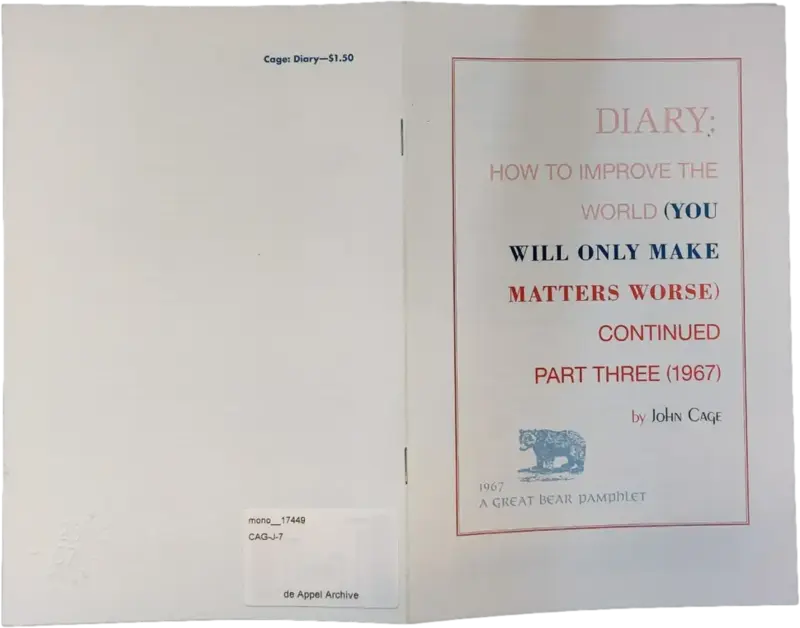 Cage: Diary—$1.50
mono__17449
CAG-J-7
de Appel Archive
DIARY:
HOW TO IMPROVE THE
WORLD (YOU
WILL ONLY MAKE
MATTERS WORSE)
CONTINUED
PART THREE (1967)
by JOHN CAGE
1967
A GREAT BEAR PAMPHLET